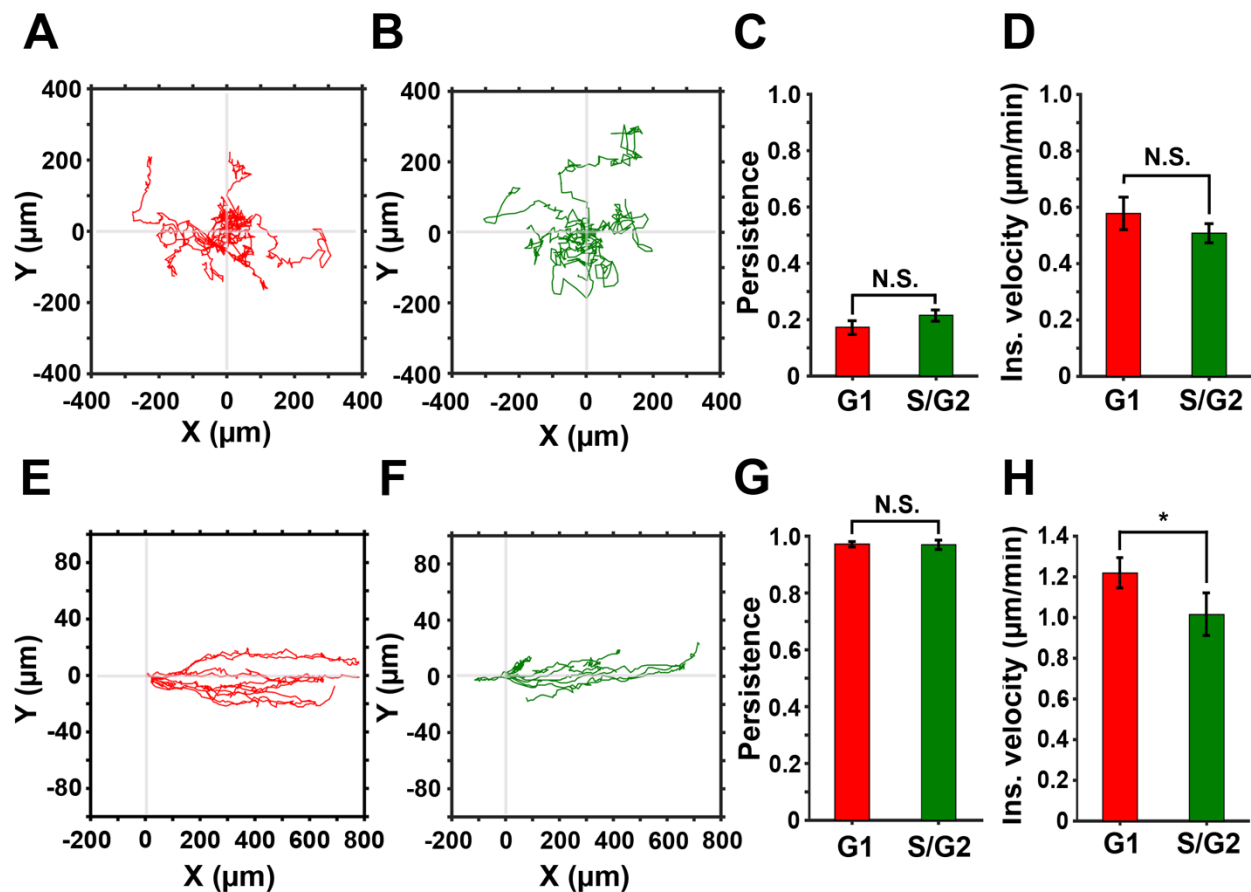 A
B
C
D
400
200
0
-200
-400
Y (µm)
-400 -200 0 200 400
X (µm)
400
200
0
-200
-400
Y (µm)
-400 -200 0 200 400
X (µm)
1.0
0.8
0.6
0.4
0.2
0
Persistence
N.S.
G1 S/G2
1.0
0.8
0.6
0.4
0.2
0
Ins. velocity (µm/min)
N.S.
G1 S/G2
E
F
G
H
80
40
0
-40
-80
Y (µm)
-200 0 200 400 600 800
X (µm)
80
40
0
-40
-80
Y (µm)
-200 0 200 400 600 800
X (µm)
1.0
0.8
0.6
0.4
0.2
0
Persistence
N.S.
G1 S/G2
1.4
1.2
1.0
0.8
0.6
0.4
0.2
0
Ins. velocity (µm/min)
*
G1 S/G2